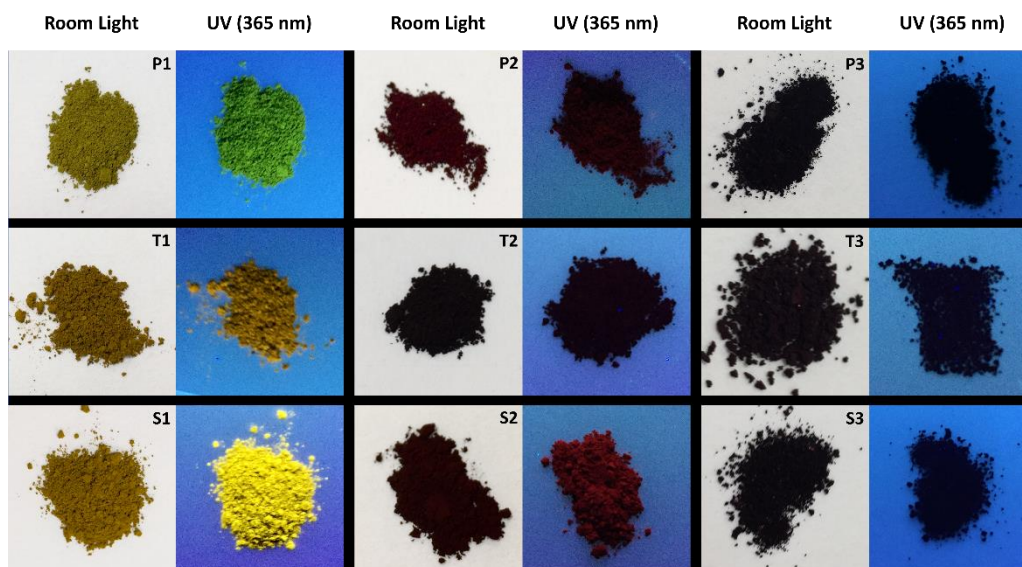 Room Light UV (365 nm) Room Light UV (365 nm) Room Light UV (365 nm)
P1 P2 P3
T1 T2 T3
S1 S2 S3